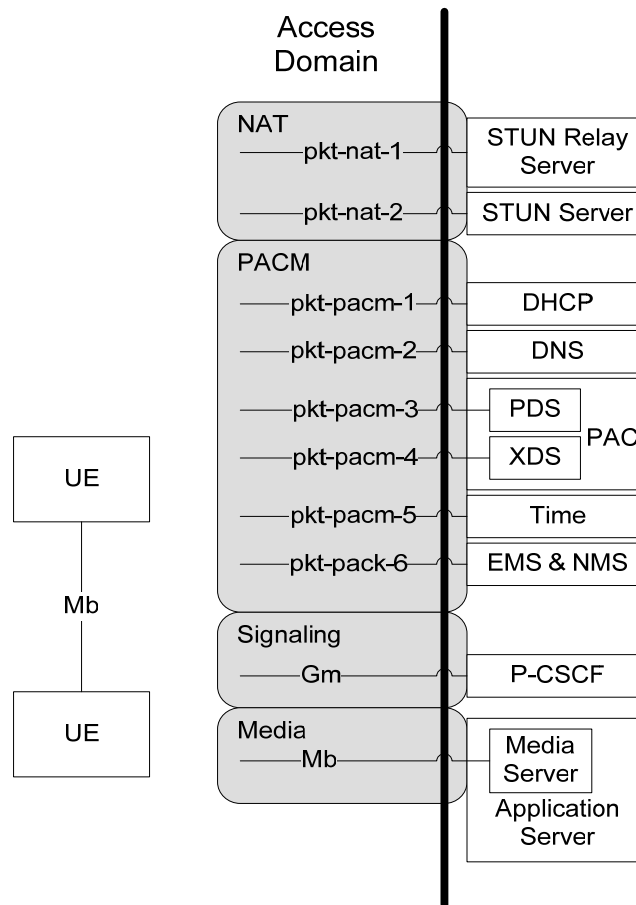 Access
Domain
NAT
pkt-nat-1
STUN Relay
Server
pkt-nat-2
STUN Server
PACM
pkt-pacm-1
DHCP
pkt-pacm-2
DNS
pkt-pacm-3
PDS
PAC
pkt-pacm-4
XDS
pkt-pacm-5
Time
pkt-pack-6
EMS & NMS
UE
Mb
UE
Signaling
Gm
P-CSCF
Media
Mb
Media
Server
Application
Server